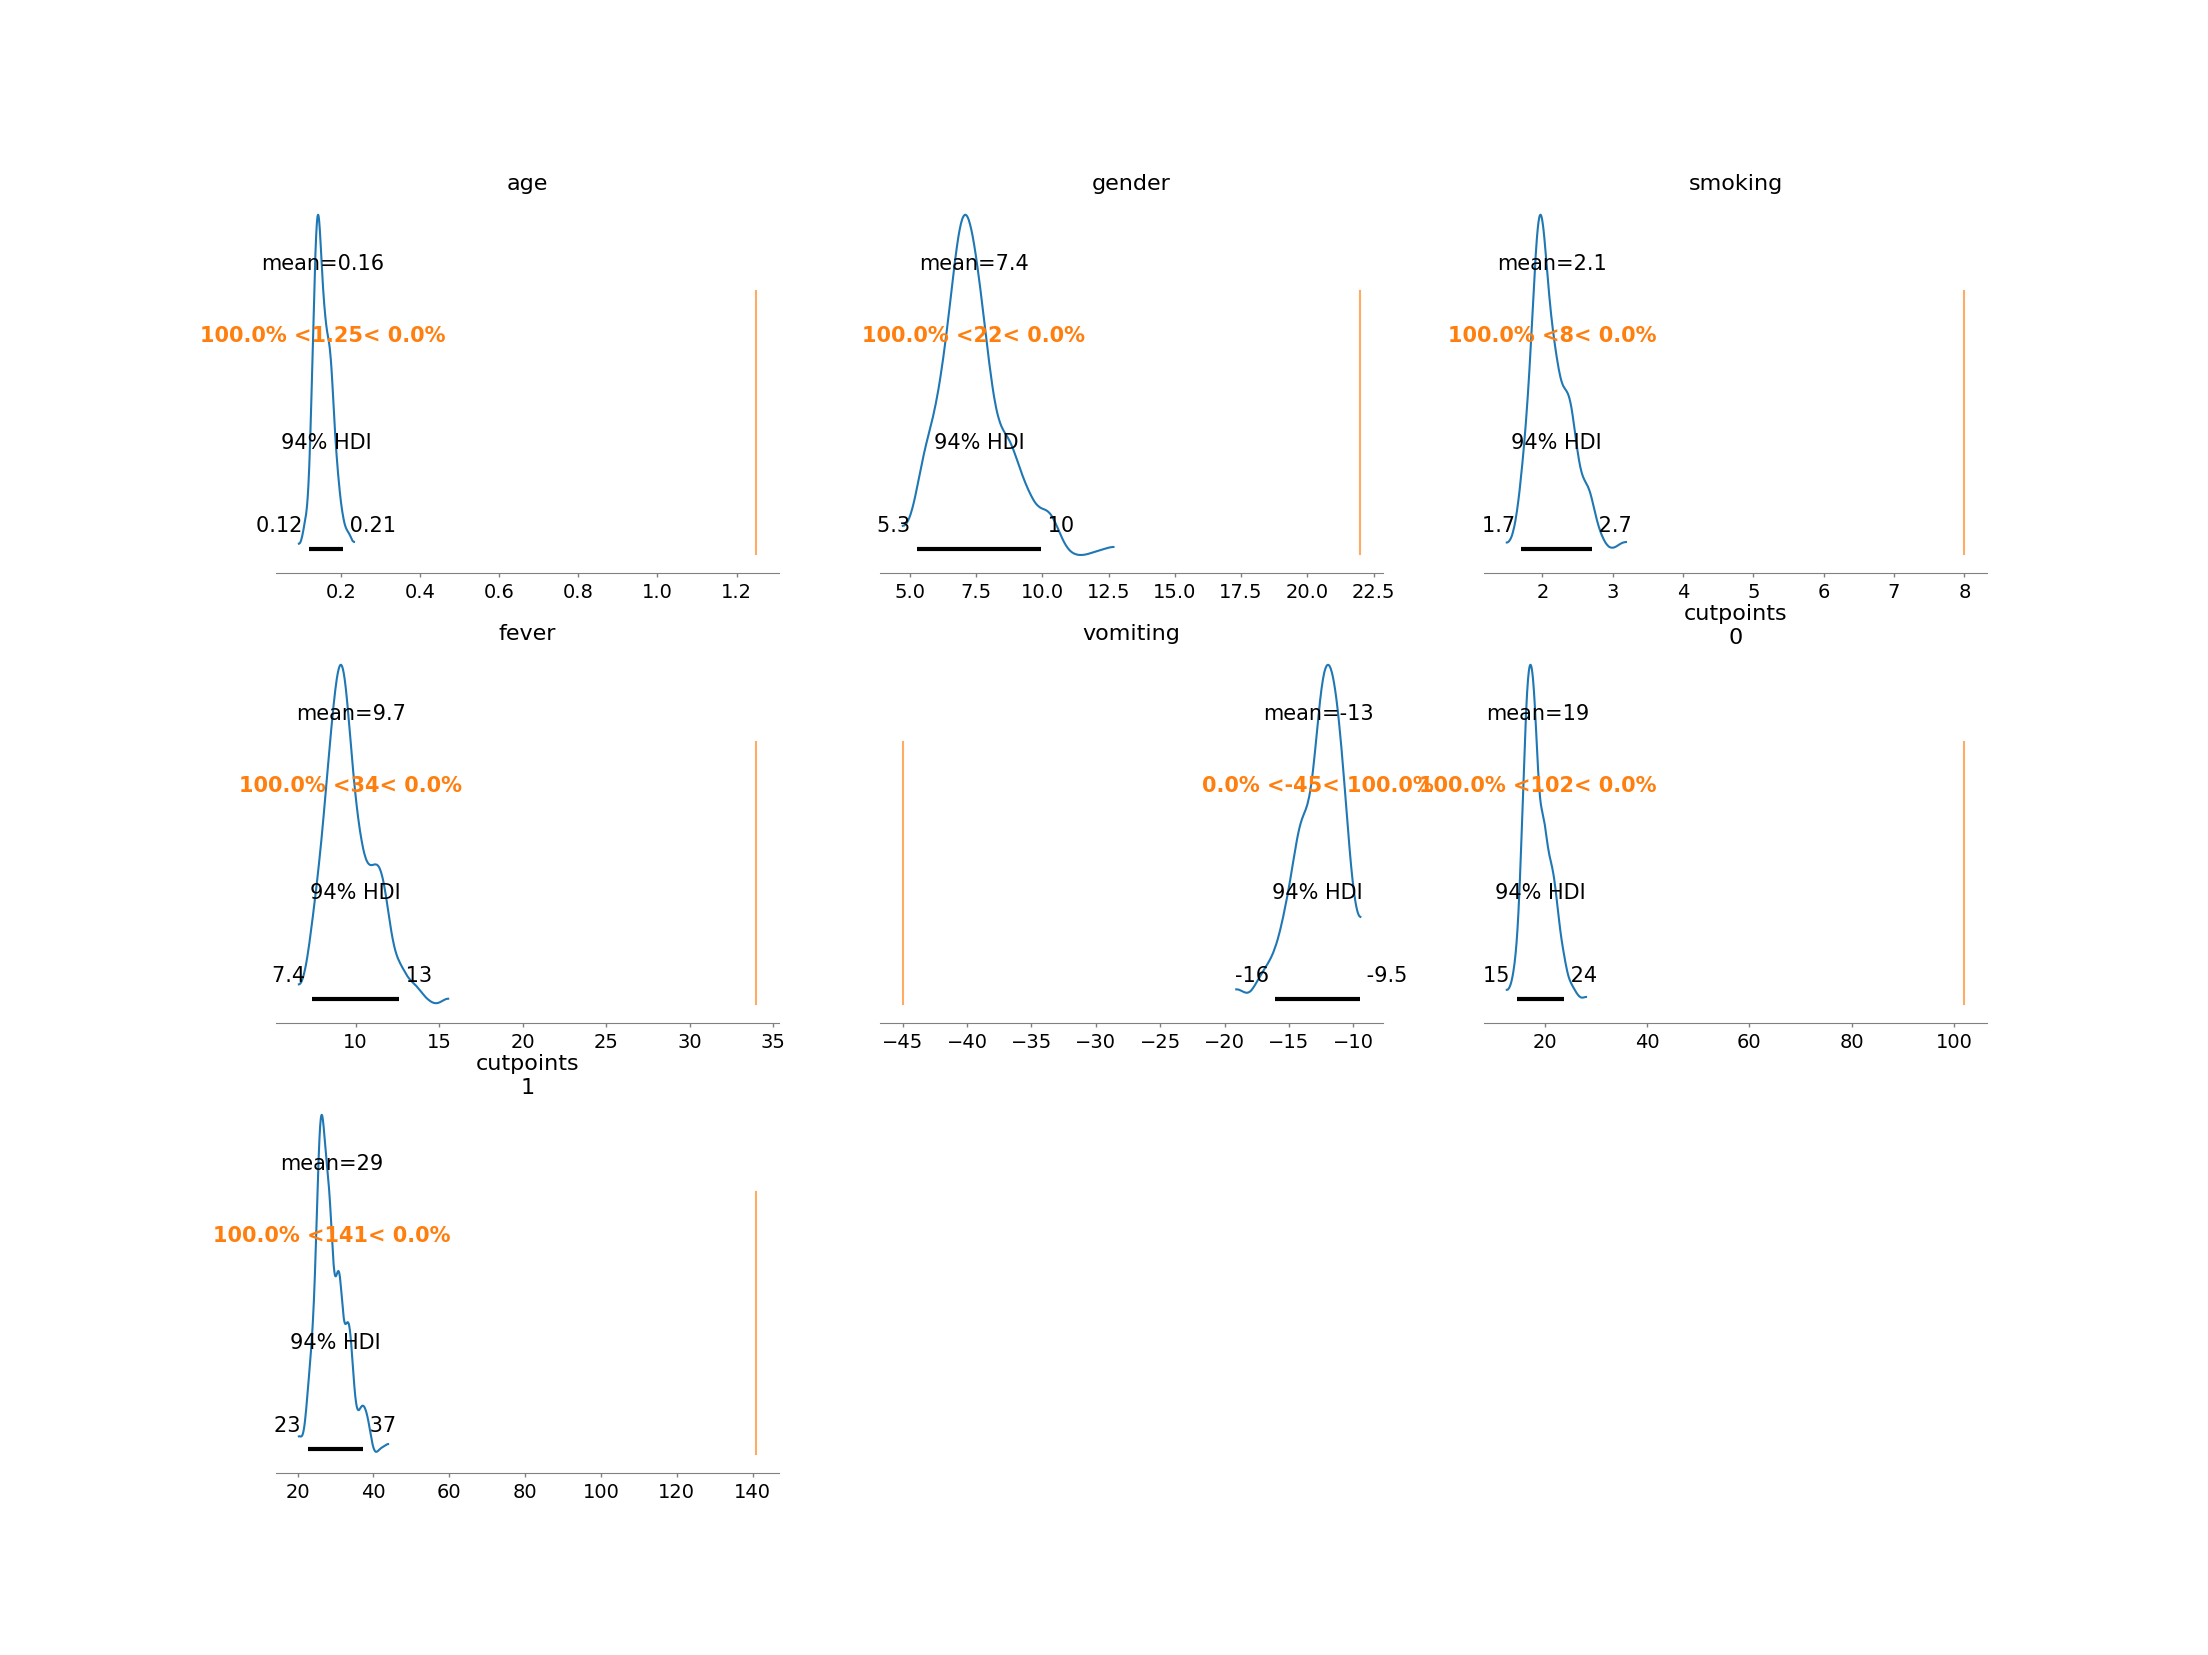 age
mean=0.16
100.0% <1.25< 0.0%
94% HDI
0.12 0.21
0.2 0.4 0.6 0.8 1.0 1.2
gender
mean=7.4
100.0% <22< 0.0%
94% HDI
5.3 10
5.0 7.5 10.0 12.5 15.0 17.5 20.0 22.5
smoking
mean=2.1
100.0% <8< 0.0%
94% HDI
1.7 2.7
2 3 4 5 6 7 8
fever
mean=9.7
100.0% <34< 0.0%
94% HDI
7.4 13
10 15 20 25 30 35
vomiting
mean=-13
0.0% <-45< 100.0%
94% HDI
-16 -9.5
−45 −40 −35 −30 −25 −20 −15 −10
cutpoints
0
mean=19
100.0% <102< 0.0%
94% HDI
15 24
20 40 60 80 100
cutpoints
1
mean=29
100.0% <141< 0.0%
94% HDI
23 37
20 40 60 80 100 120 140